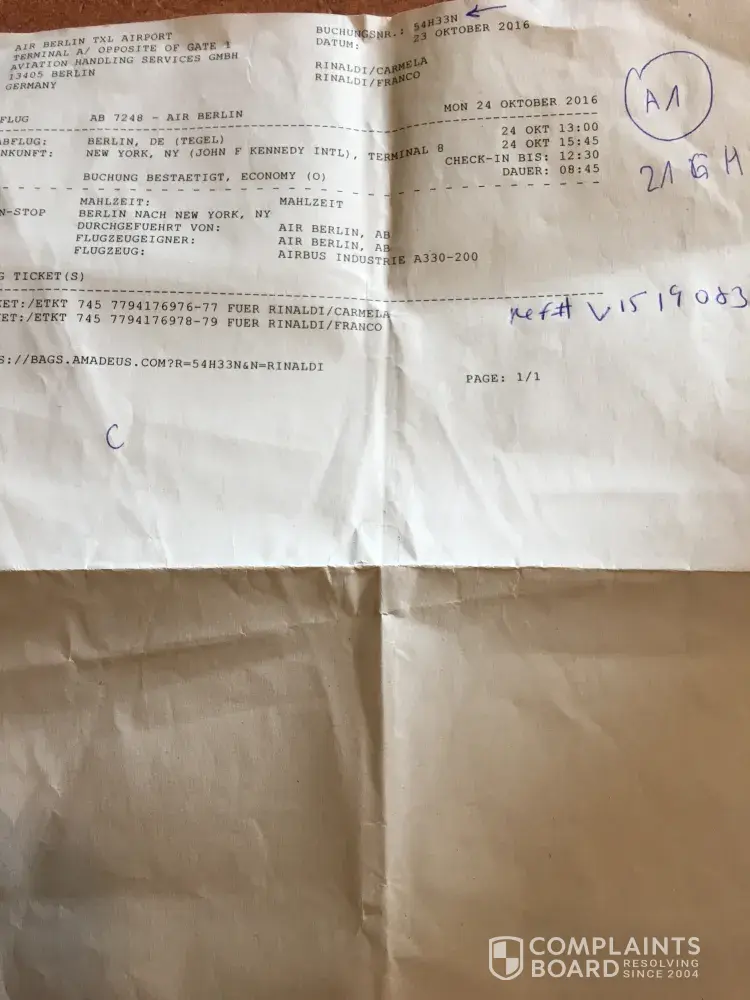 AIR BERLIN TXL AIRPORT
TERMINAL A/ OPPOSITE OF GATE 1
AVIATION HANDLING SERVICES GMBH
13405 BERLIN
GERMANY
BUCHUNGSNR.: 54H33N
DATUM: 23 OKTOBER 2016
RINALDI/CARMELA
RINALDI/FRANCO
A1
21 G H
FLUG AB 7248 - AIR BERLIN MON 24 OKTOBER 2016
ABFLUG: BERLIN, DE (TEGEL) 24 OKT 13:00
NKUNFT: NEW YORK, NY (JOHN F KENNEDY INTL), TERMINAL 8 24 OKT 15:45
CHECK-IN BIS: 12:30
BUCHUNG BESTAETIGT, ECONOMY (O) DAUER: 08:45
MAHLZEIT: MAHLZEIT
N-STOP BERLIN NACH NEW YORK, NY
DURCHGEFUEHRT VON: AIR BERLIN, AB
FLUGZEUGEIGNER: AIR BERLIN, AB
FLUGZEUG: AIRBUS INDUSTRIE A330-200
G TICKET(S)
KET:/ETKT 745 7794176976-77 FUER RINALDI/CARMELA
ET:/ETKT 745 7794176978-79 FUER RINALDI/FRANCO
ref# V1519083
S://BAGS.AMADEUS.COM?R=54H33N&N=RINALDI
PAGE: 1/1
C
COMPLAINTS
BOARD RESOLVING
SINCE 2004